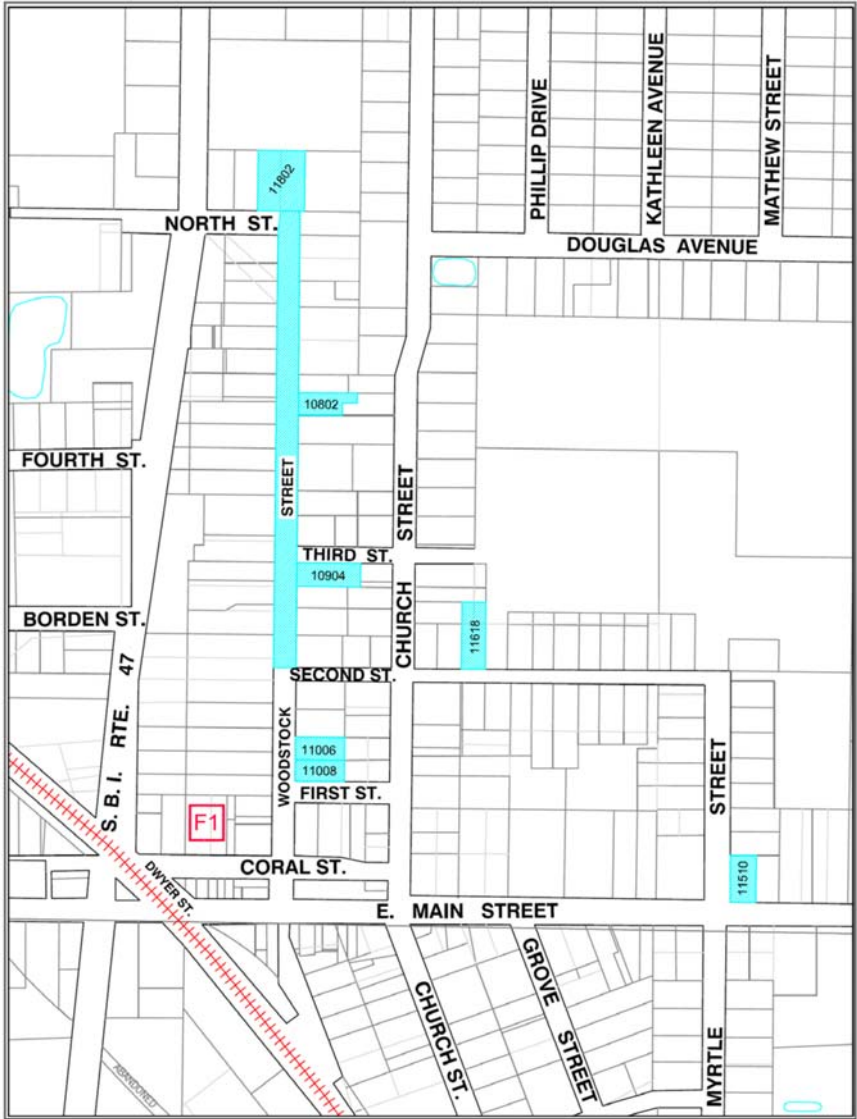 PHILLIP DRIVE
KATHLEEN AVENUE
MATHEW STREET
11802
NORTH ST.
DOUGLAS AVENUE
10802
FOURTH ST.
STREET
STREET
THIRD ST.
10904
BORDEN ST.
CHURCH
11618
SECOND ST.
S. B. I. RTE. 47
WOODSTOCK
11006
11008
FIRST ST.
STREET
F1
CORAL ST.
DWYER ST.
11510
E. MAIN STREET
CHURCH ST.
GROVE STREET
MYRTLE
ABANDONED